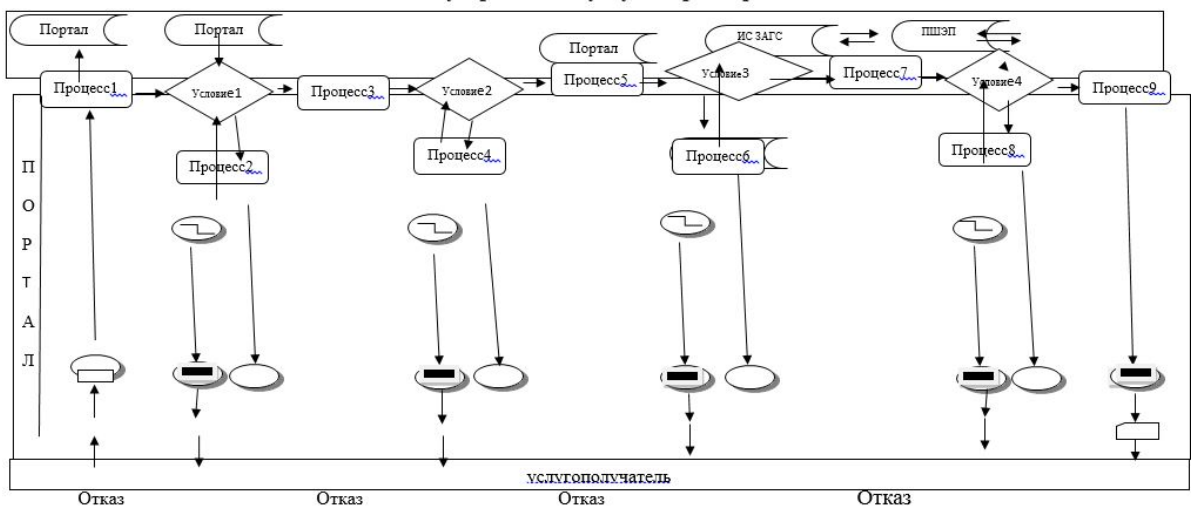 Портал
Портал
ИС ЗАГС
ПШЭП
Портал
Процесс1
Условие1
Процесс3
Условие2
Процесс5
Условие3
Процесс7
Условие4
Процесс9
Процесс2
Процесс4
Процесс6
Процесс8
П
О
Р
Т
А
Л
услугополучатель
Отказ
Отказ
Отказ
Отказ